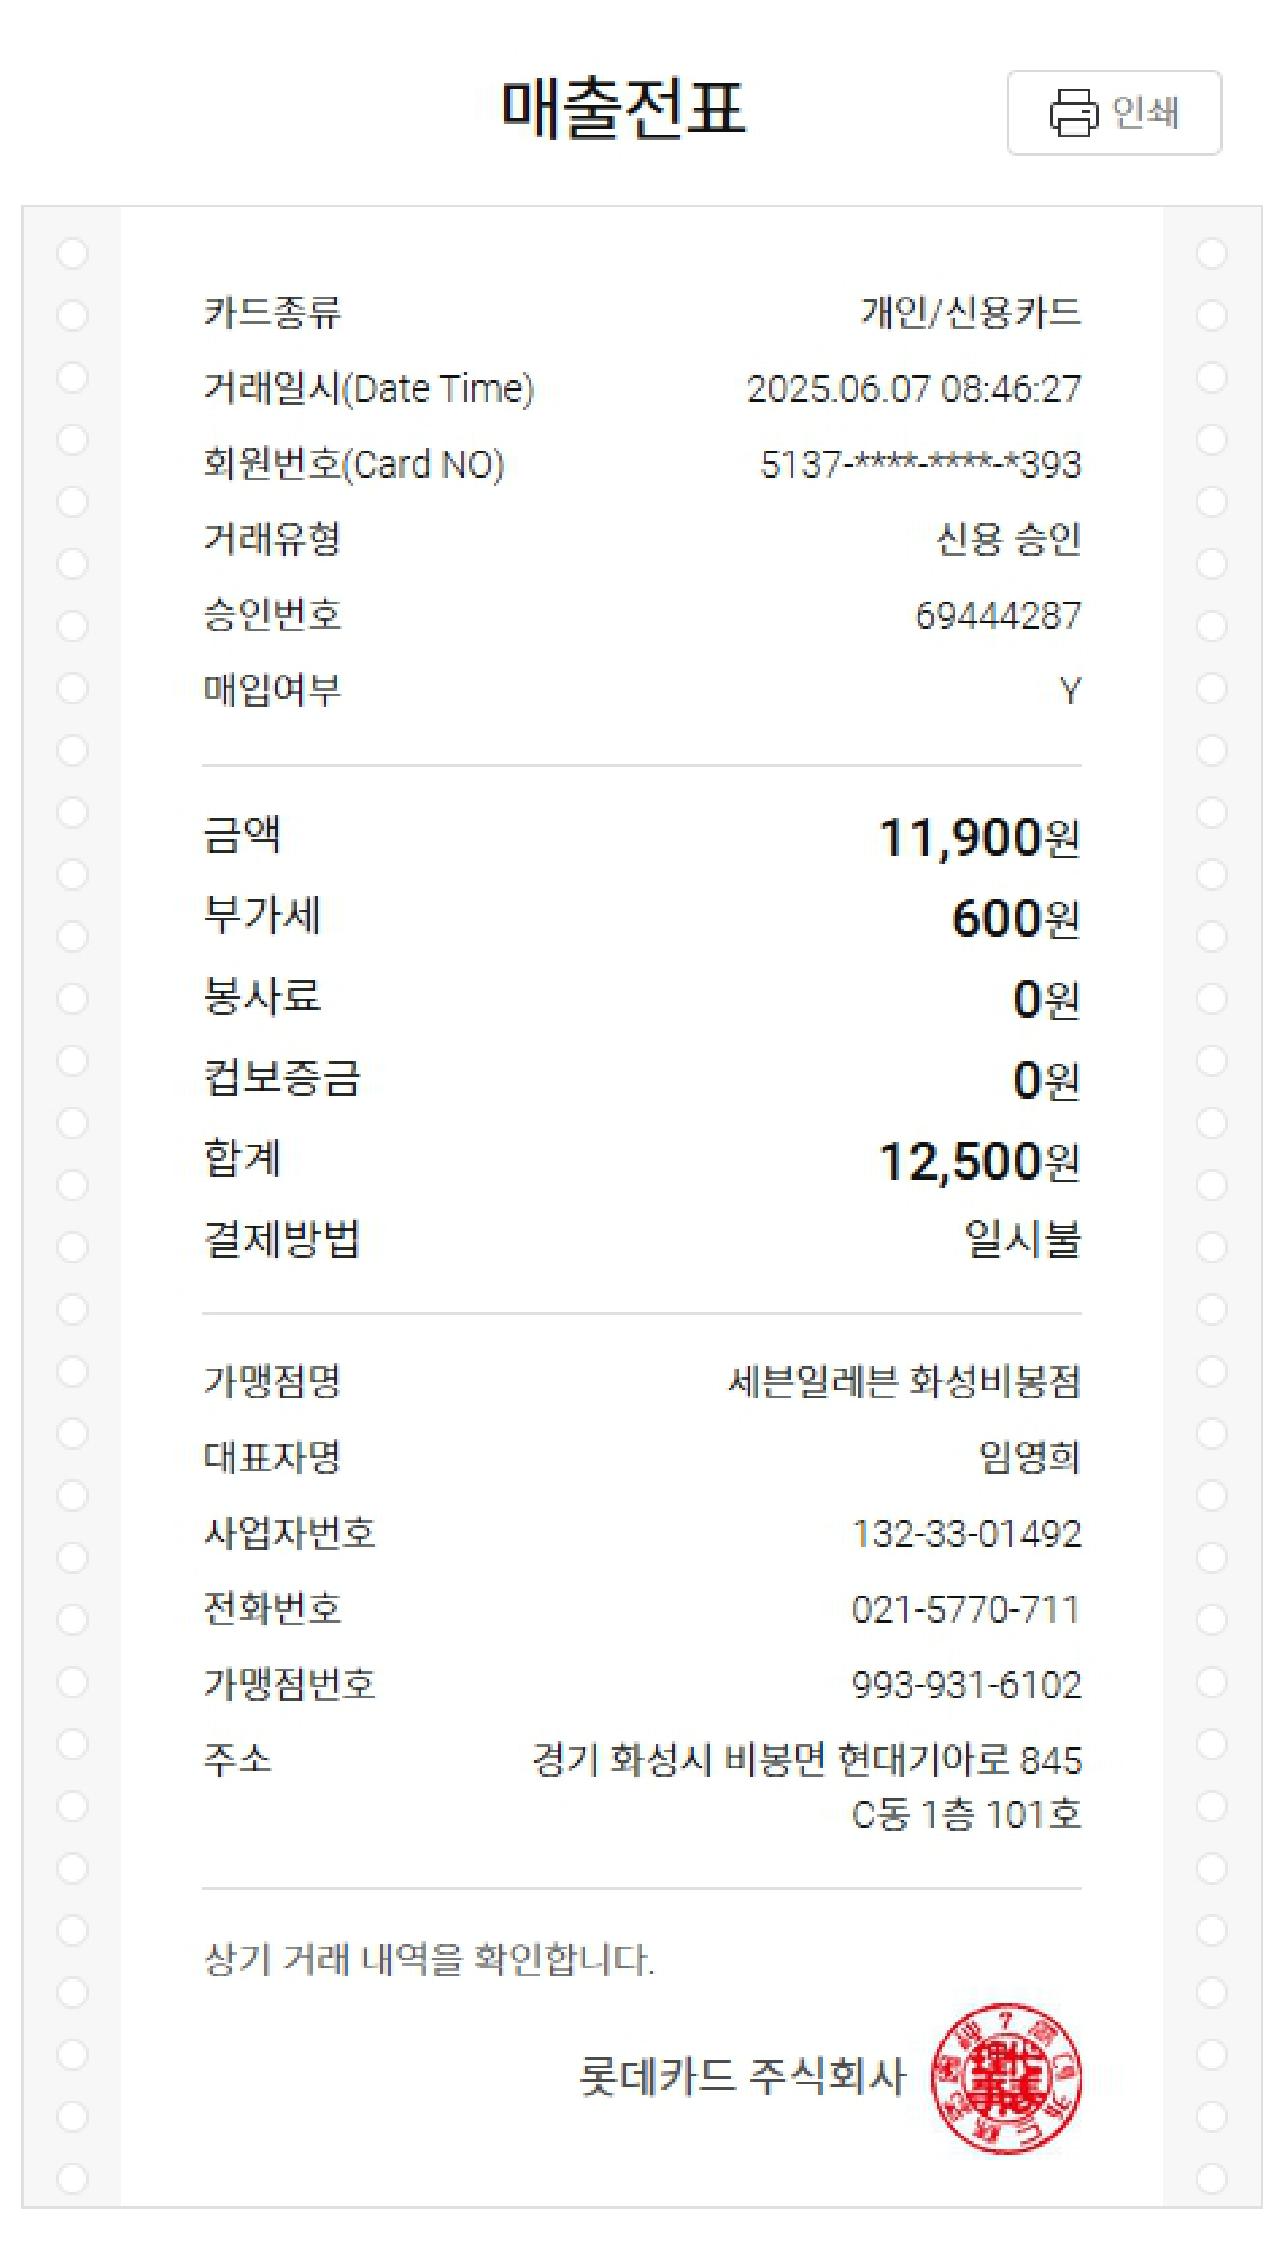 매출전표
인쇄
카드종류 개인/신용카드
거래일시(Date Time) 2025.06.07 08:46:27
회원번호(Card NO) 5137-****-****-*393
거래유형 신용 승인
승인번호 69444287
매입여부 Y
금액 11,900원
부가세 600원
봉사료 0원
컵보증금 0원
합계 12,500원
결제방법 일시불
가맹점명 세븐일레븐 화성비봉점
대표자명 임영희
사업자번호 132-33-01492
전화번호 021-5770-711
가맹점번호 993-931-6102
주소 경기 화성시 비봉면 현대기아로 845
C동 1층 101호
상기 거래 내역을 확인합니다.
롯데카드 주식회사